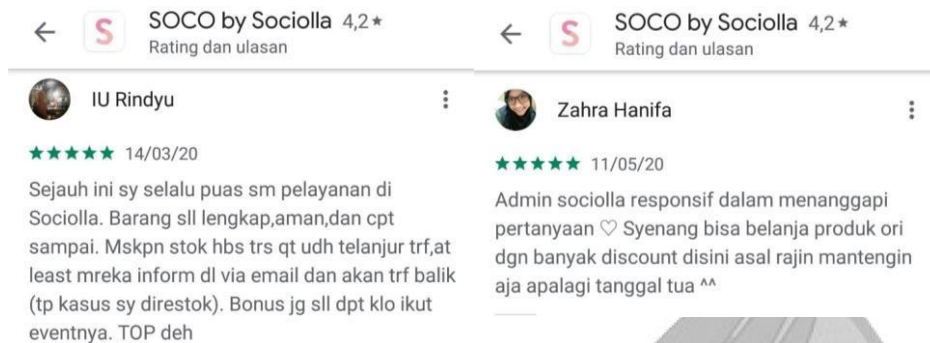 SOCO by Sociolla 4,2★
Rating dan ulasan
IU Rindyu
★★★★★ 14/03/20
Sejauh ini sy selalu puas sm pelayanan di
Sociolla. Barang sll lengkap,aman,dan cpt
sampai. Mskpn stok hbs trs qt udh telanjur trf,at
least mreka inform dl via email dan akan trf balik
(tp kasus sy direstok). Bonus jg sll dpt klo ikut
eventnya. TOP deh
SOCO by Sociolla 4,2★
Rating dan ulasan
Zahra Hanifa
★★★★★ 11/05/20
Admin sociolla responsif dalam menanggapi
pertanyaan ♡ Syenang bisa belanja produk ori
dgn banyak discount disini asal rajin mantengin
aja apalagi tanggal tua ^^